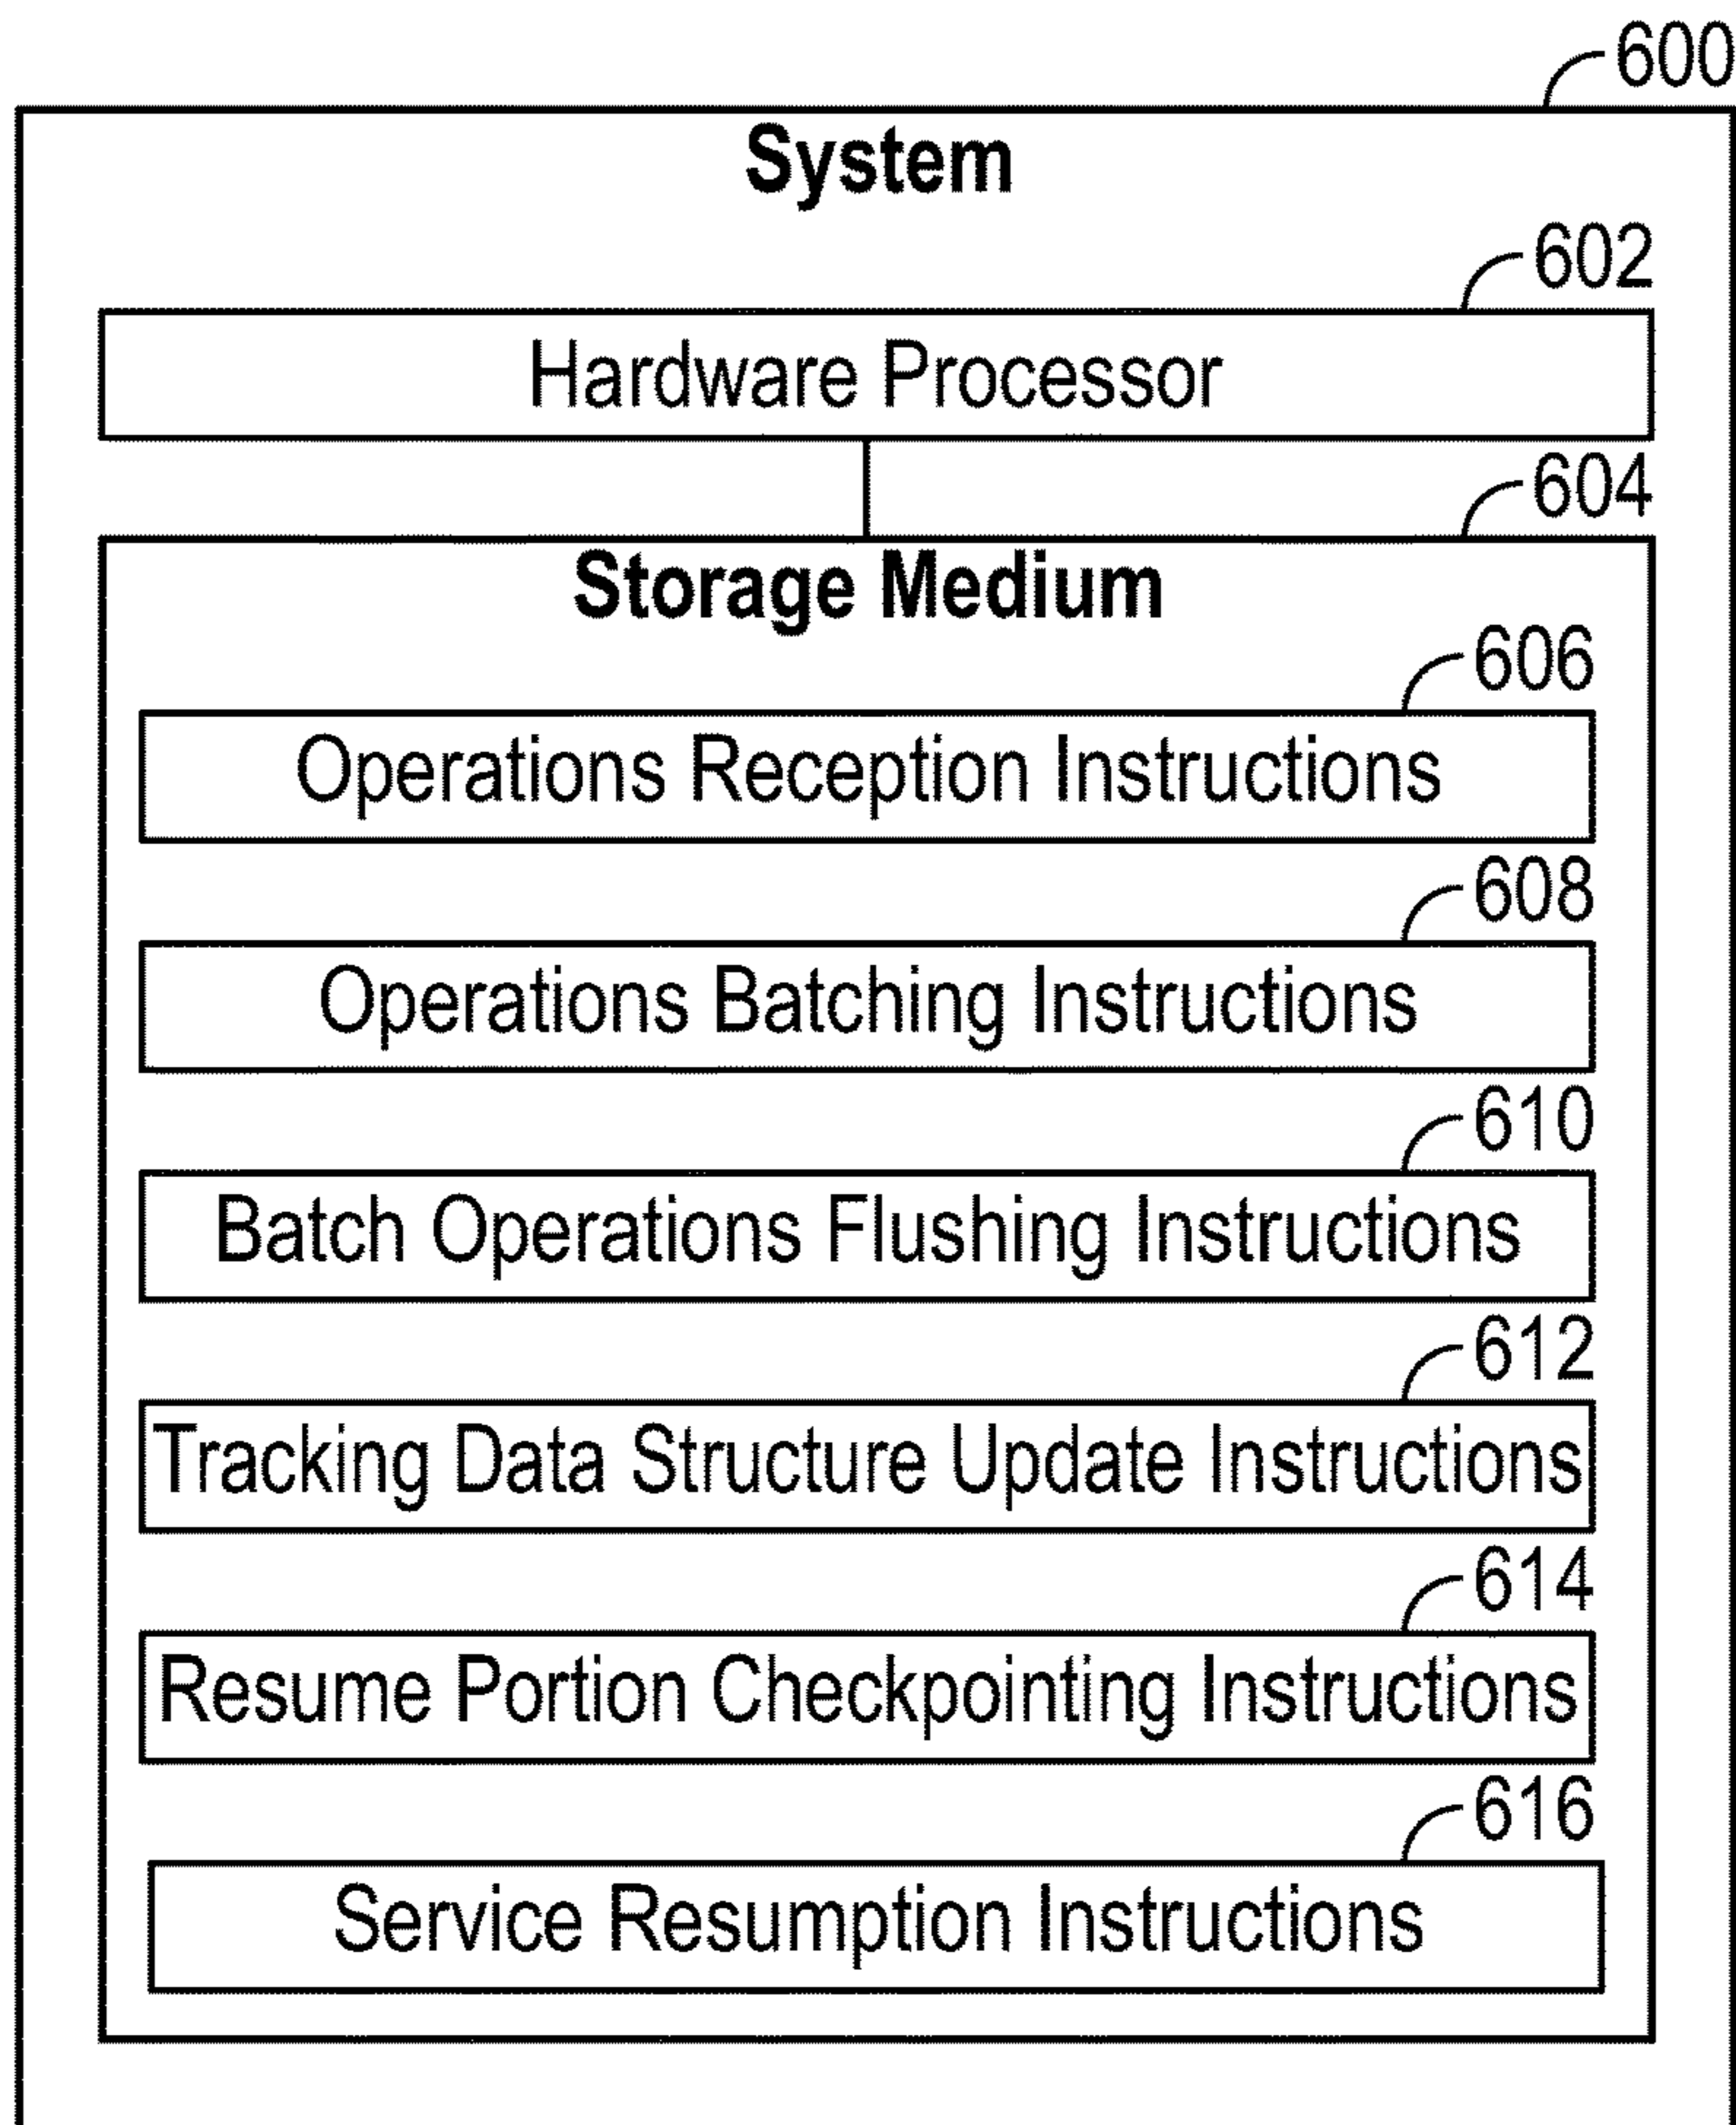 600
System
602
Hardware Processor
604
Storage Medium
606
Operations Reception Instructions
608
Operations Batching Instructions
610
Batch Operations Flushing Instructions
612
Tracking Data Structure Update Instructions
614
Resume Portion Checkpointing Instructions
616
Service Resumption Instructions